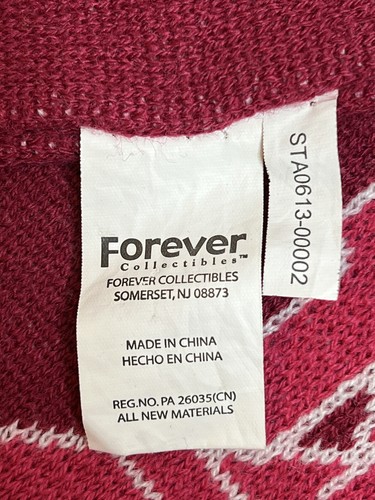 Forever
Collectibles™
FOREVER COLLECTIBLES
SOMERSET, NJ 08873
MADE IN CHINA
HECHO EN CHINA
REG.NO. PA 26035(CN)
ALL NEW MATERIALS
STA0613-00002